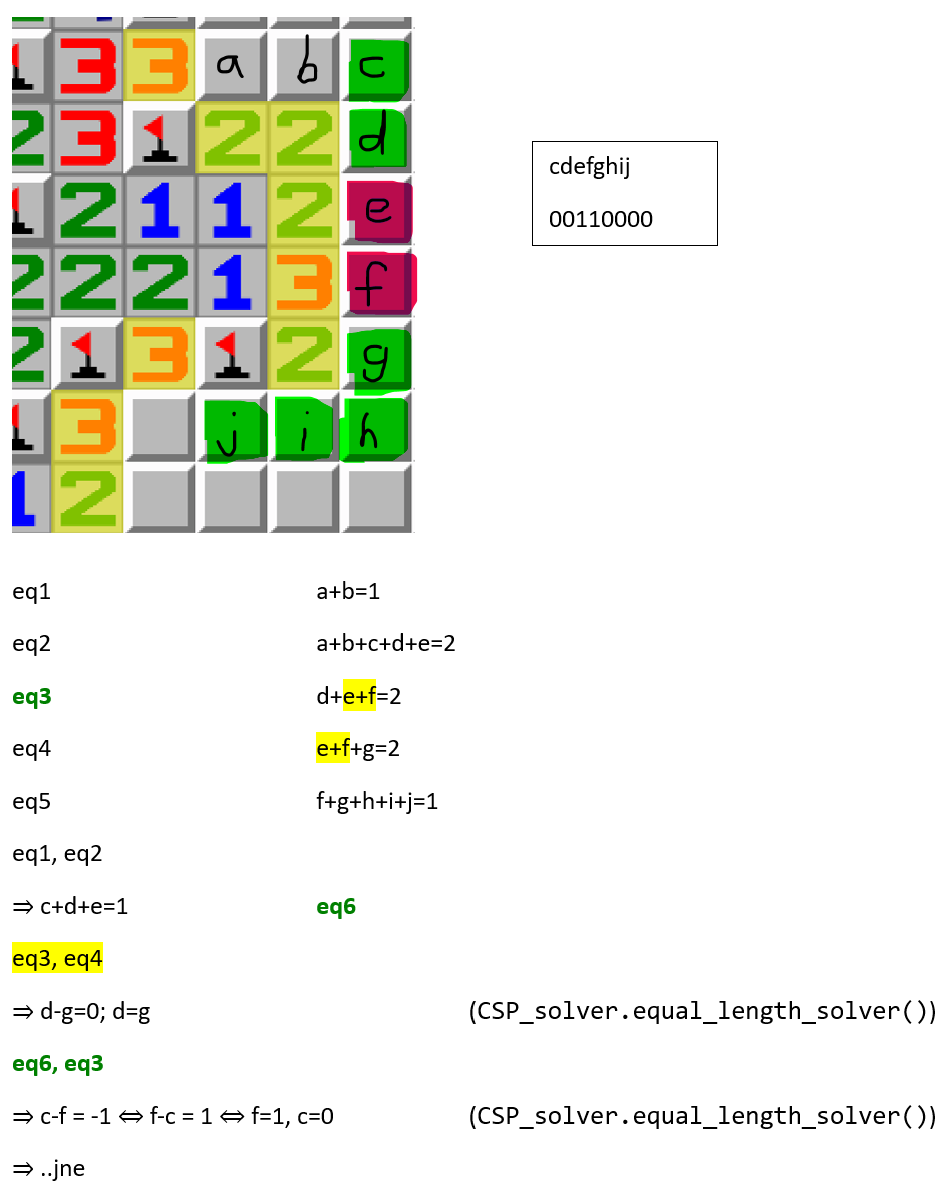 1 3 3 a b c
2 3 2 2 d
2 1 1 2 e
2 2 2 1 3 f
2 3 2 g
3 j i h
1 2
cdefghij
00110000
eq1 a+b=1
eq2 a+b+c+d+e=2
eq3 d+e+f=2
eq4 e+f+g=2
eq5 f+g+h+i+j=1
eq1, eq2
⇒ c+d+e=1 eq6
eq3, eq4
⇒ d-g=0; d=g (CSP_solver.equal_length_solver())
eq6, eq3
⇒ c-f = -1 ⇔ f-c = 1 ⇔ f=1, c=0 (CSP_solver.equal_length_solver())
⇒ ..jne